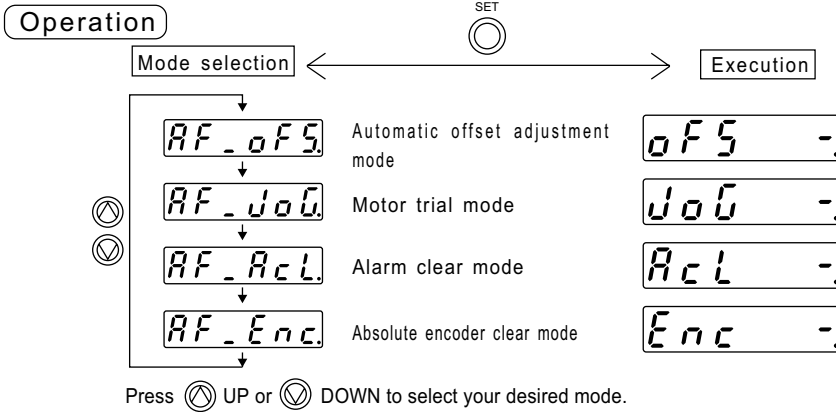 Operation
SET
Mode selection
Execution
AF_oFS.
Automatic offset adjustment
mode
oFS -.
AF_JoG.
Motor trial mode
JoG -.
AF_AcL.
Alarm clear mode
AcL -.
AF_Enc.
Absolute encoder clear mode
Enc -.
Press UP or DOWN to select your desired mode.